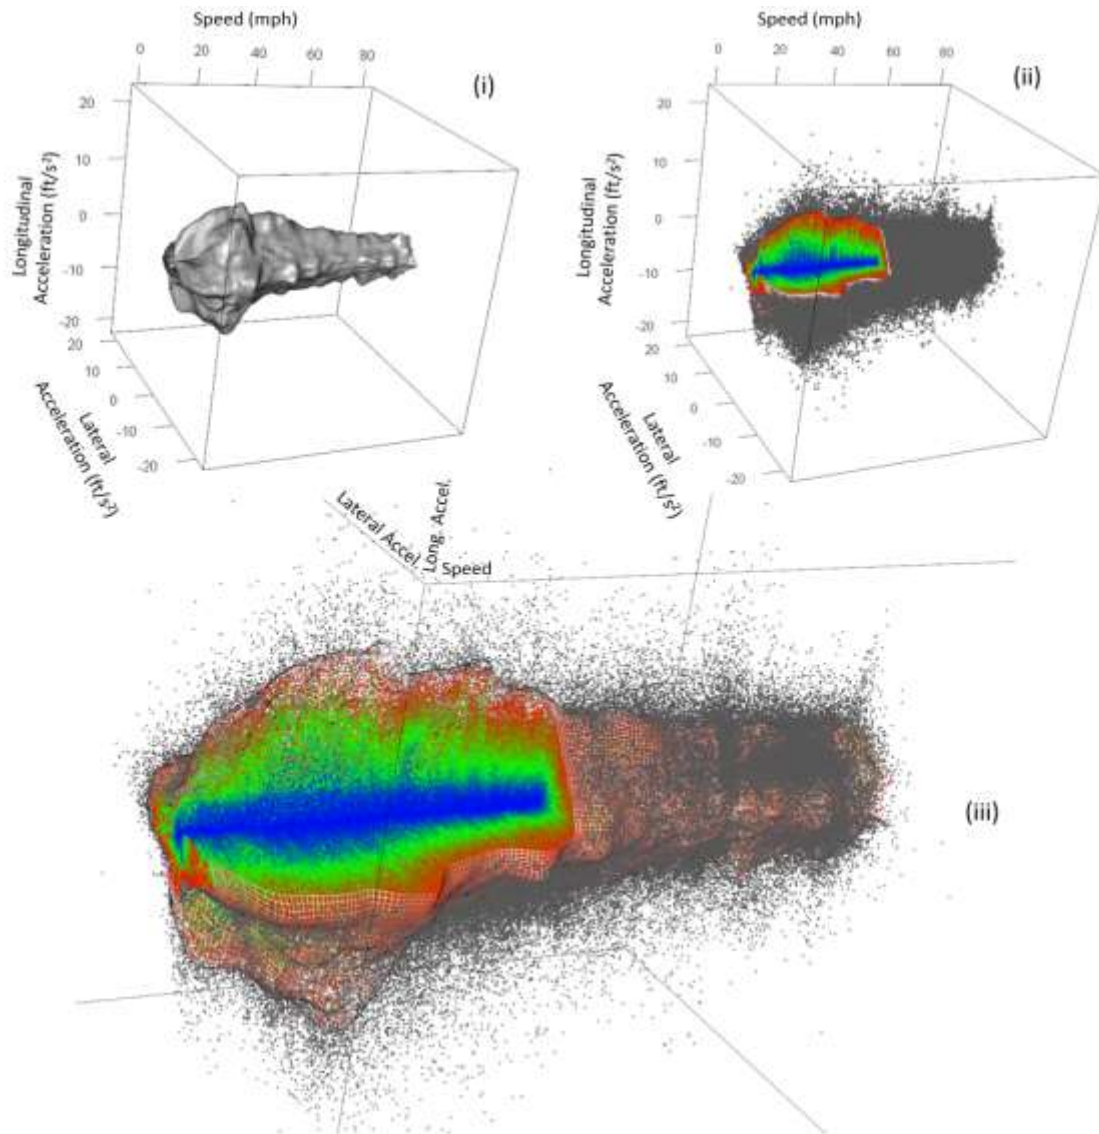 Speed (mph)
0 20 40 60 80
(i)
20
10
0
-10
-20
Longitudinal
Acceleration (ft/s²)
20
10
0
-10
-20
Lateral
Acceleration (ft/s²)
Speed (mph)
0 20 40 60 80
(ii)
20
10
0
-10
-20
Longitudinal
Acceleration (ft/s²)
20
10
0
-10
-20
Lateral
Acceleration (ft/s²)
Lateral Accel.
Long. Accel.
Speed
(iii)